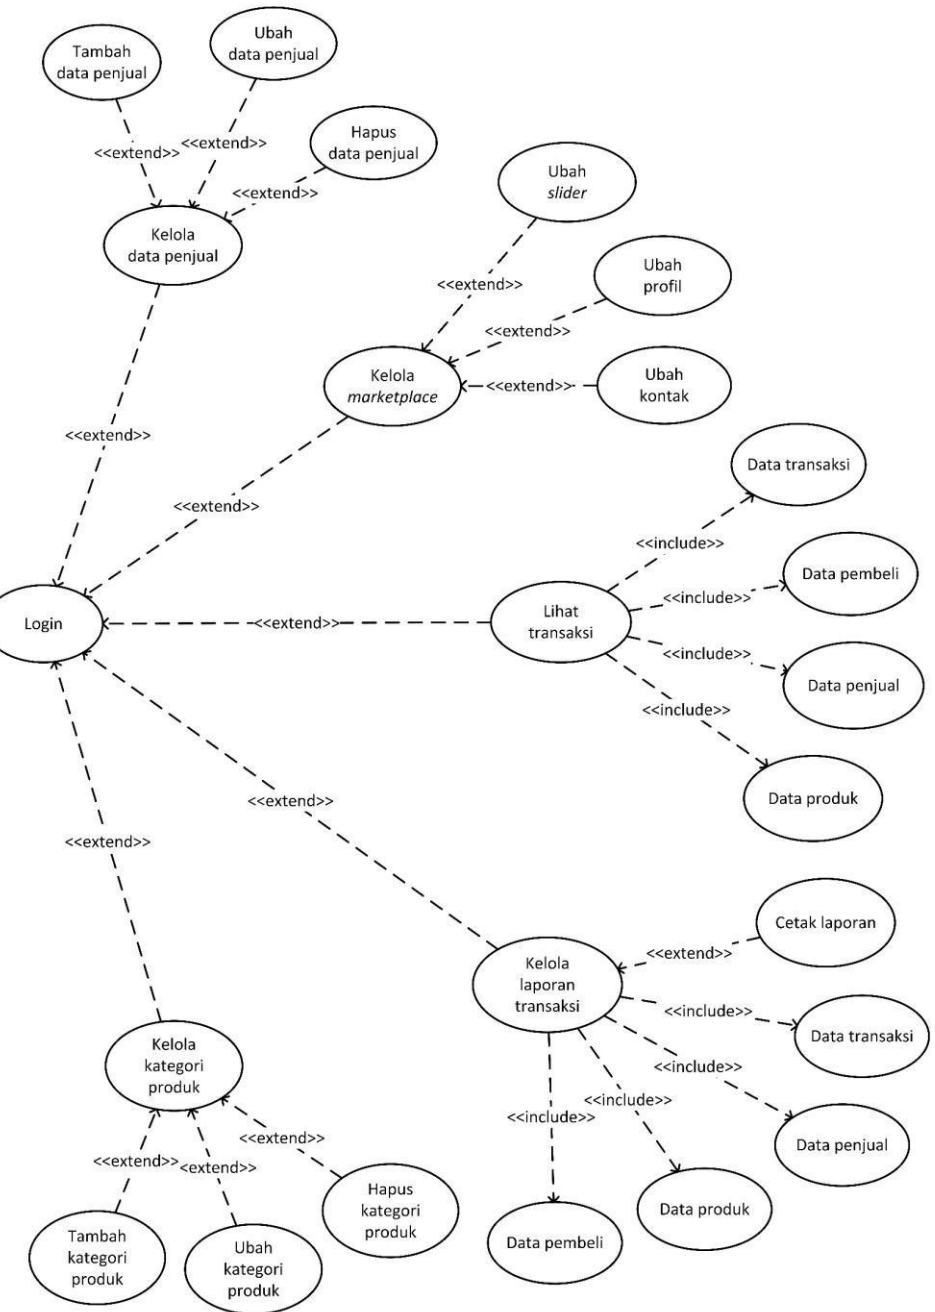 Ubah
data penjual
Tambah
data penjual
<<extend>>
<<extend>>
Hapus
data penjual
<<extend>>
Ubah
slider
Kelola
data penjual
Ubah
profil
<<extend>>
<<extend>>
Kelola
marketplace
<<extend>>
Ubah
kontak
<<extend>>
Data transaksi
<<extend>>
<<include>>
Data pembeli
<<include>>
Login
<<extend>>
Lihat
transaksi
<<include>>
Data penjual
<<include>>
Data produk
<<extend>>
<<extend>>
Cetak laporan
<<extend>>
Kelola
laporan
transaksi
<<include>>
Data transaksi
Kelola
kategori
produk
<<include>>
<<include>>
<<include>>
Data penjual
<<extend>>
<<extend>>
<<extend>>
Hapus
kategori
produk
Data produk
Data pembeli
Tambah
kategori
produk
Ubah
kategori
produk